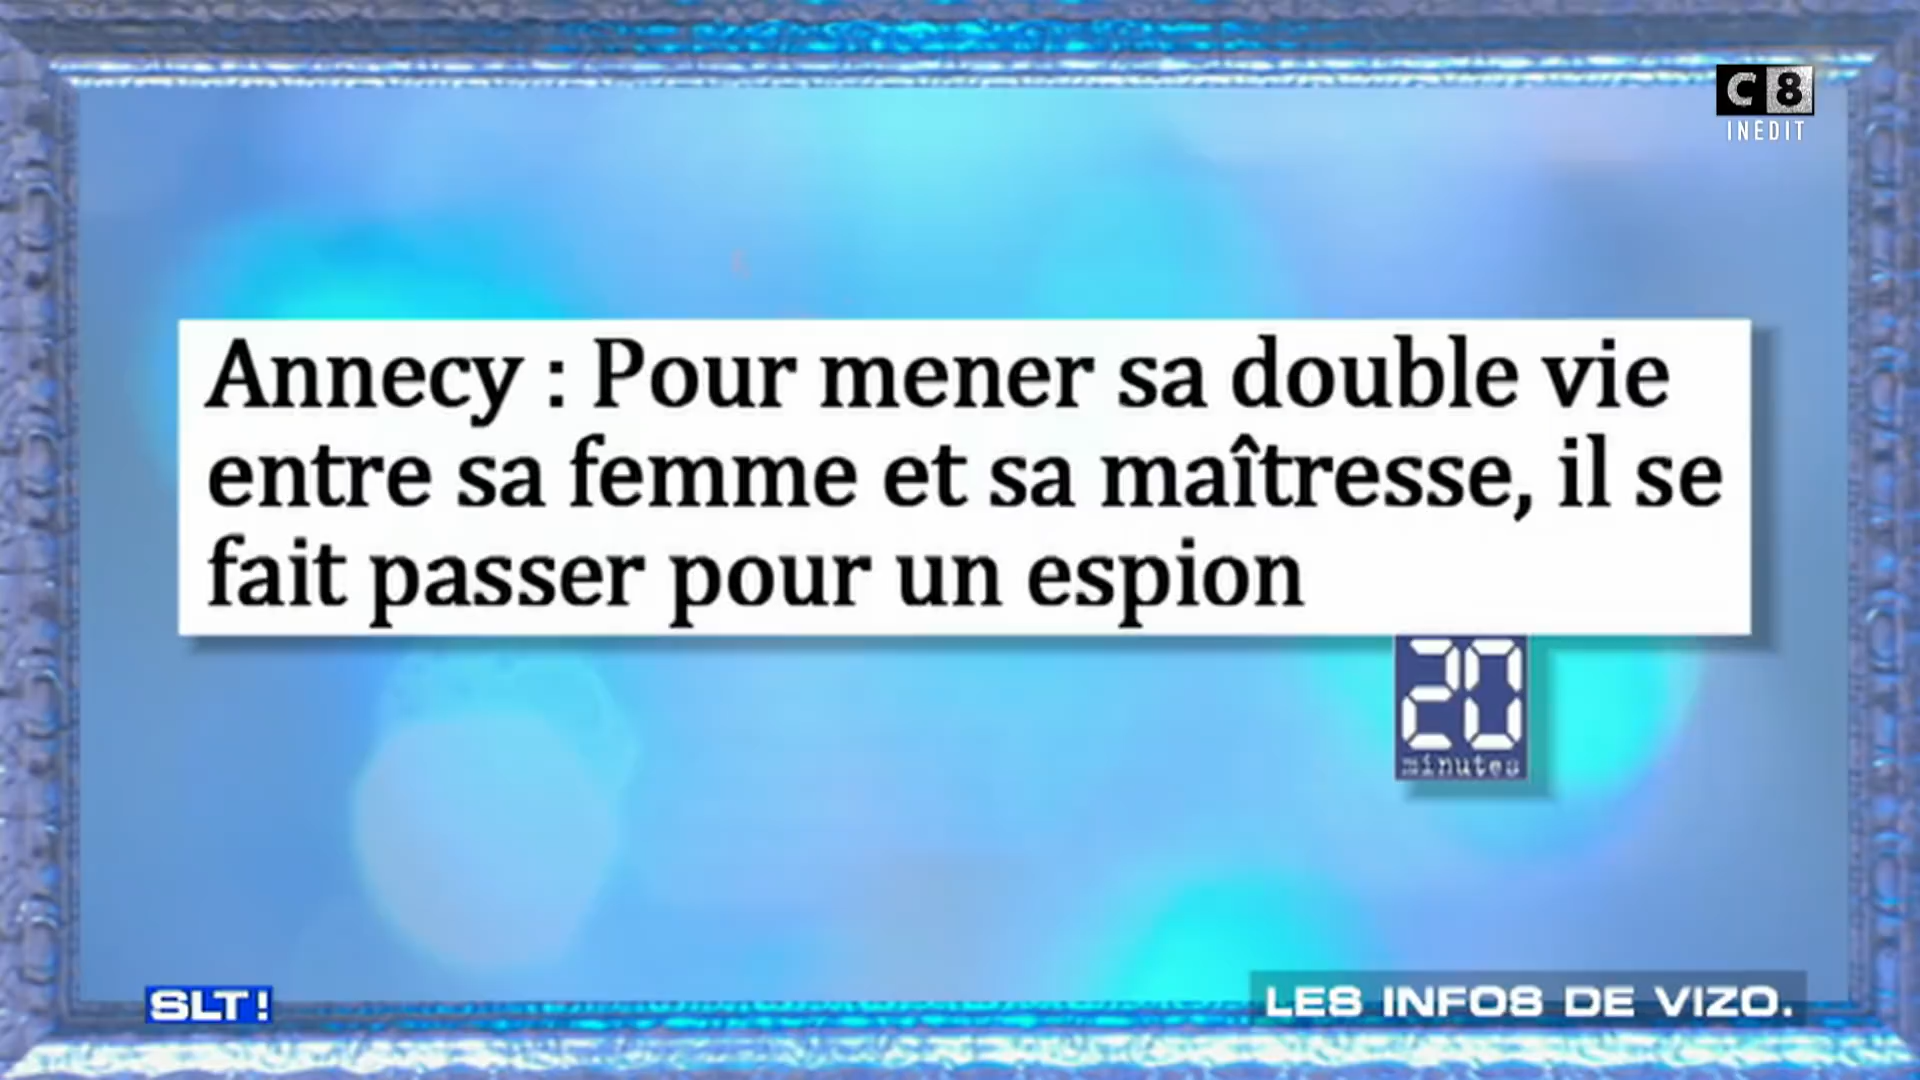 C8
INÉDIT
Annecy : Pour mener sa double vie
entre sa femme et sa maîtresse, il se
fait passer pour un espion
20
minutes
SLT!
LES INFOS DE VIZO.